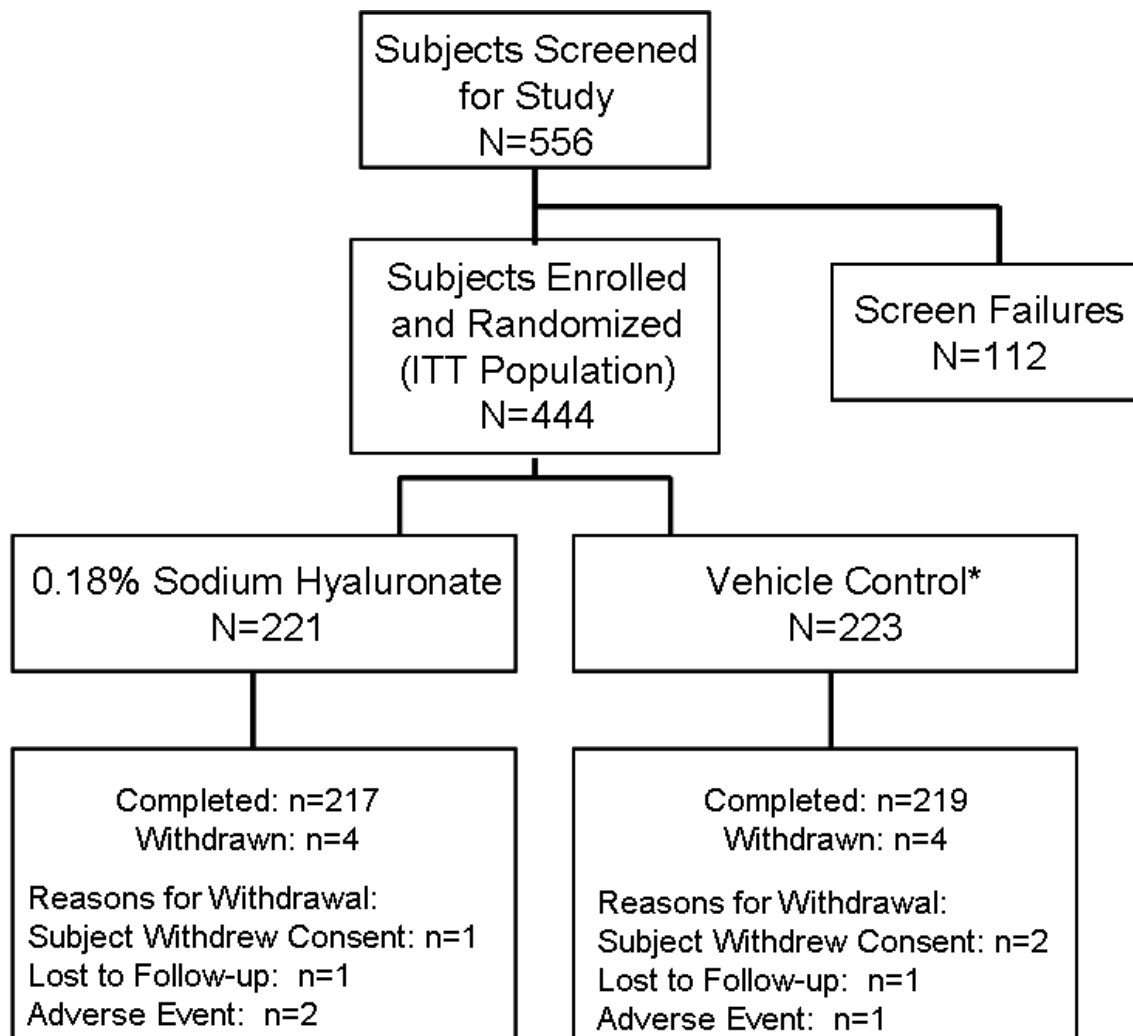 Subjects Screened
for Study
N=556
Subjects Enrolled
and Randomized
(ITT Population)
N=444
Screen Failures
N=112
0.18% Sodium Hyaluronate
N=221
Vehicle Control*
N=223
Completed: n=217
Withdrawn: n=4
Reasons for Withdrawal:
Subject Withdrew Consent: n=1
Lost to Follow-up: n=1
Adverse Event: n=2
Completed: n=219
Withdrawn: n=4
Reasons for Withdrawal:
Subject Withdrew Consent: n=2
Lost to Follow-up: n=1
Adverse Event: n=1